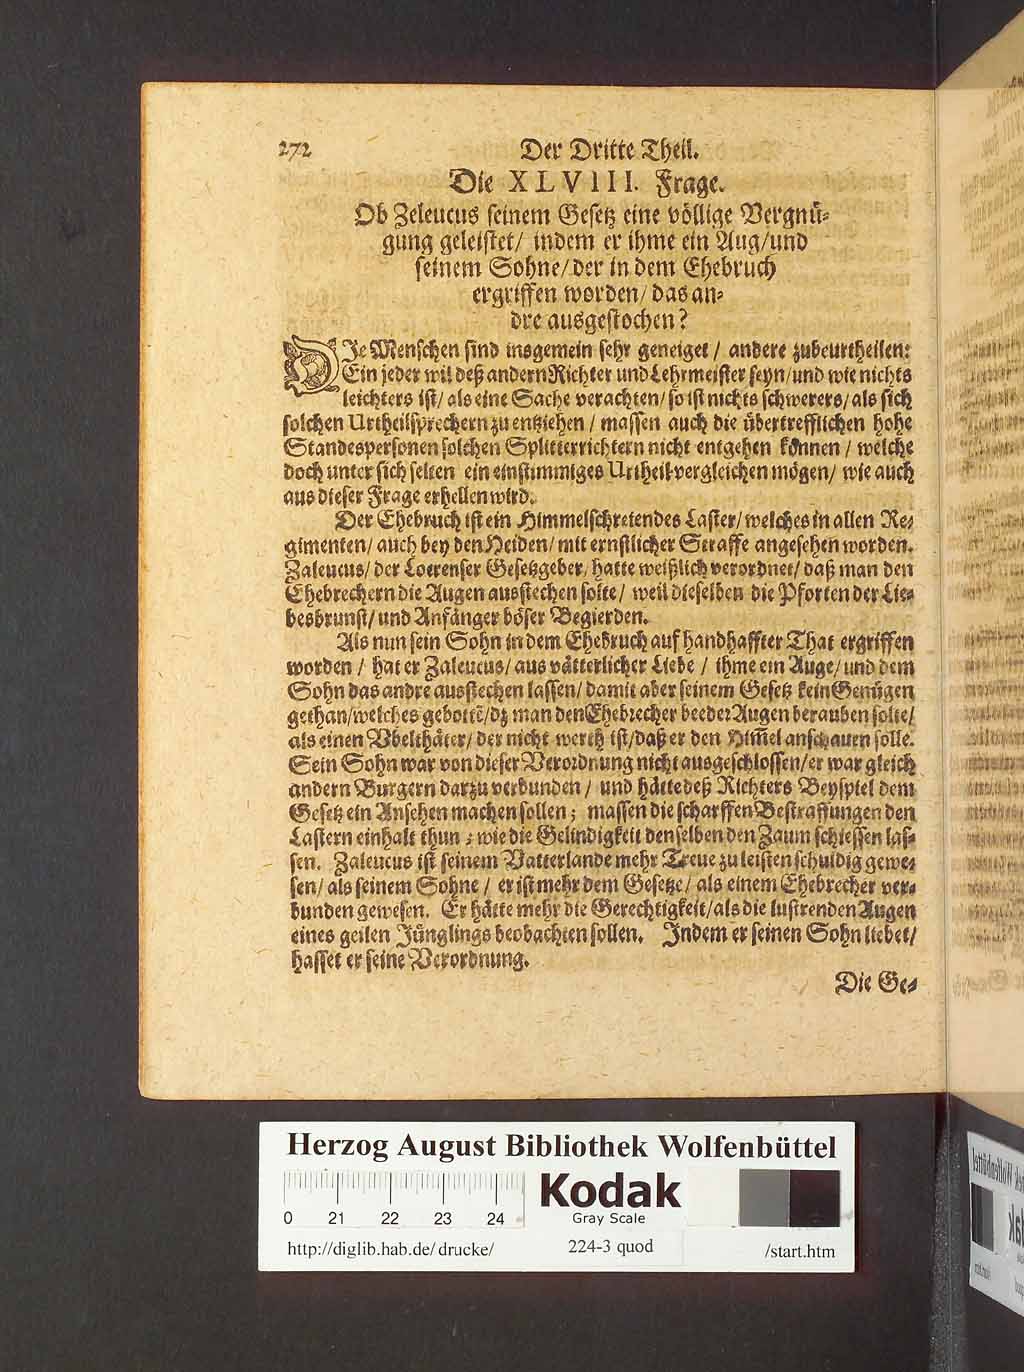 272
Der Dritte Theil.
Die XLVIII. Frage.
Ob Zeleucus seinem Gesetz eine völlige Vergnü-
gung geleistet/ indem er ihme ein Aug/und
seinem Sohne/der in dem Ehebruch
ergriffen worden/das an-
dre ausgestochen?
DJe Menschen sind insgemein sehr geneiget/ andere zubeurtheilen:
Ein jeder wil deß andern Richter und Lehrmeister seyn/und wie nichts
leichters ist/als eine Sache verachten/so ist nichts schwerers/als sich
solchen Urtheilsprechern zu entziehen/ massen auch die übertrefflichen hohe
Standespersonen solchen Splitterrichtern nicht entgehen können/ welche
doch unter sich selten ein einstimmiges Urtheil vergleichen mögen/ wie auch
aus dieser Frage erhellen wird.
Der Ehebruch ist ein Himmelschreiendes Laster/welches in allen Re-
gimenten/auch bey den Heiden/mit ernstlicher Straffe angesehen worden.
Zaleucus/der Locrenser Gesetzgeber/hatte weißlich verordnet/daß man den
Ehebrechern die Augen ausstechen solte/ weil dieselben die Pforten der Lie-
besbrunst/und Anfänger böser Begierden.
Als nun sein Sohn in dem Ehebruch auf handhaffter That ergriffen
worden/ hat er Zaleucus/aus vätterlicher Liebe/ ihme ein Auge/und dem
Sohn das andre ausstechen lassen/damit aber seinem Gesetz kein Genügen
gethan/welches gebottē/dz man den Ehebrecher beeder Augen berauben solte/
als einen Vbelthäter/der nicht werth ist/daß er den Him̃el anschauen solle.
Sein Sohn war von dieser Verordnung nicht ausgeschlossen/er war gleich
andern Burgern darzu verbunden/ und hätte deß Richters Beyspiel dem
Gesetz ein Ansehen machen sollen; massen die scharffen Bestraffungen den
Lastern einhalt thun; wie die Gelindigkeit denselben den Zaum schiessen las-
sen. Zaleucus ist seinem Vatterlande mehr Treue zu leisten schuldig gewe-
sen/als seinem Sohne/ er ist mehr dem Gesetze/als einem Ehebrecher ver-
bunden gewesen. Er hätte mehr die Gerechtigkeit/als die lustrenden Augen
eines geilen Jünglings beobachten sollen. Indem er seinen Sohn liebet/
hasset er seine Verordnung.
Die Ge-
Herzog August Bibliothek Wolfenbüttel
0 21 22 23 24
Kodak
Gray Scale
http://diglib.hab.de/drucke/
224-3 quod
/start.htm